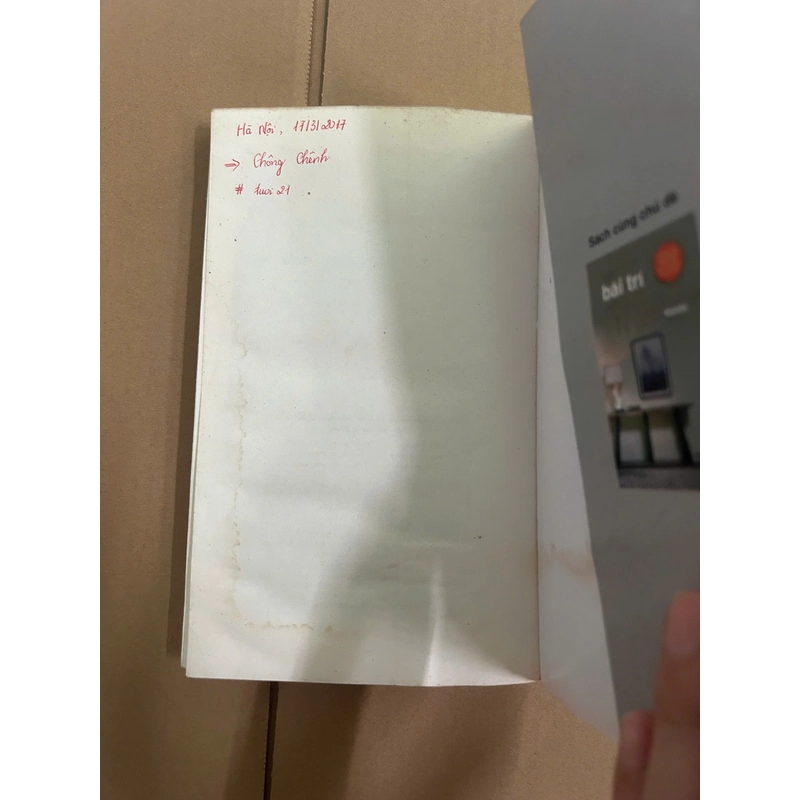 Hà Nội, 17/3/2017
⇒ Chông Chênh
# tuổi 21.
Sách cùng chủ đề
bài trí